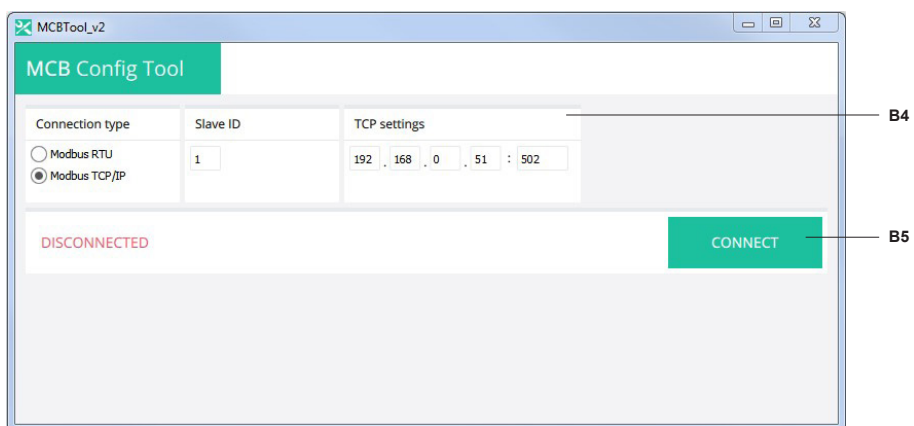 MCBTool_v2
MCB Config Tool
Connection type
Slave ID
TCP settings
B4
Modbus RTU
Modbus TCP/IP
1
192 . 168 . 0 . 51 : 502
DISCONNECTED
CONNECT
B5